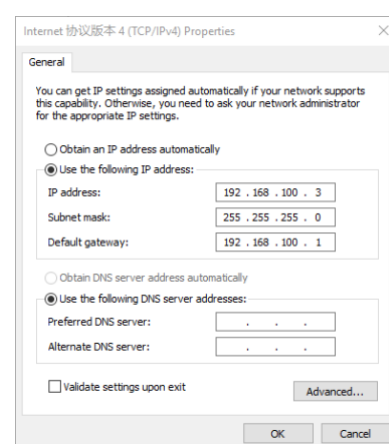 Internet 协议版本 4 (TCP/IPv4) Properties
General
You can get IP settings assigned automatically if your network supports
this capability. Otherwise, you need to ask your network administrator
for the appropriate IP settings.
Obtain an IP address automatically
Use the following IP address:
IP address: 192 . 168 . 100 . 3
Subnet mask: 255 . 255 . 255 . 0
Default gateway: 192 . 168 . 100 . 1
Obtain DNS server address automatically
Use the following DNS server addresses:
Preferred DNS server: . . .
Alternate DNS server: . . .
Validate settings upon exit
Advanced...
OK Cancel